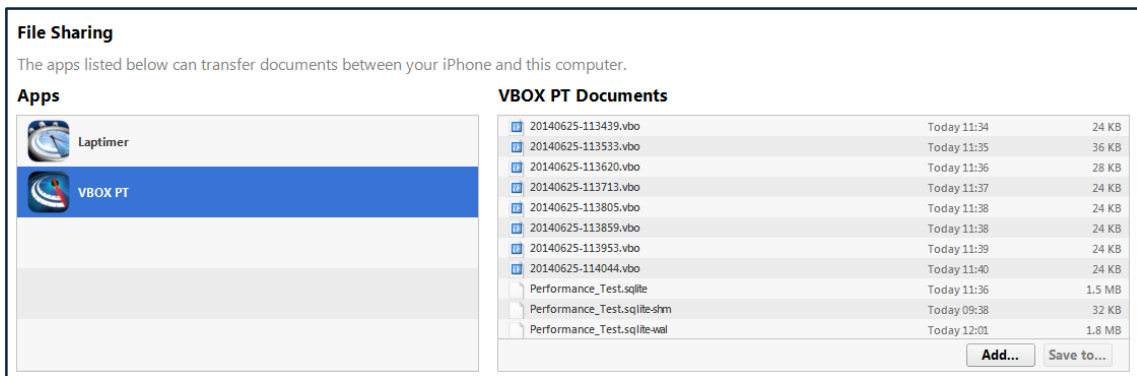 File Sharing
The apps listed below can transfer documents between your iPhone and this computer.
Apps
Laptimer
VBOX PT
VBOX PT Documents
20140625-113439.vbo Today 11:34 24 KB
20140625-113533.vbo Today 11:35 36 KB
20140625-113620.vbo Today 11:36 28 KB
20140625-113713.vbo Today 11:37 24 KB
20140625-113805.vbo Today 11:38 24 KB
20140625-113859.vbo Today 11:38 24 KB
20140625-113953.vbo Today 11:39 24 KB
20140625-114044.vbo Today 11:40 24 KB
Performance_Test.sqlite Today 11:36 1.5 MB
Performance_Test.sqlite-shm Today 09:38 32 KB
Performance_Test.sqlite-wal Today 12:01 1.8 MB
Add... Save to...